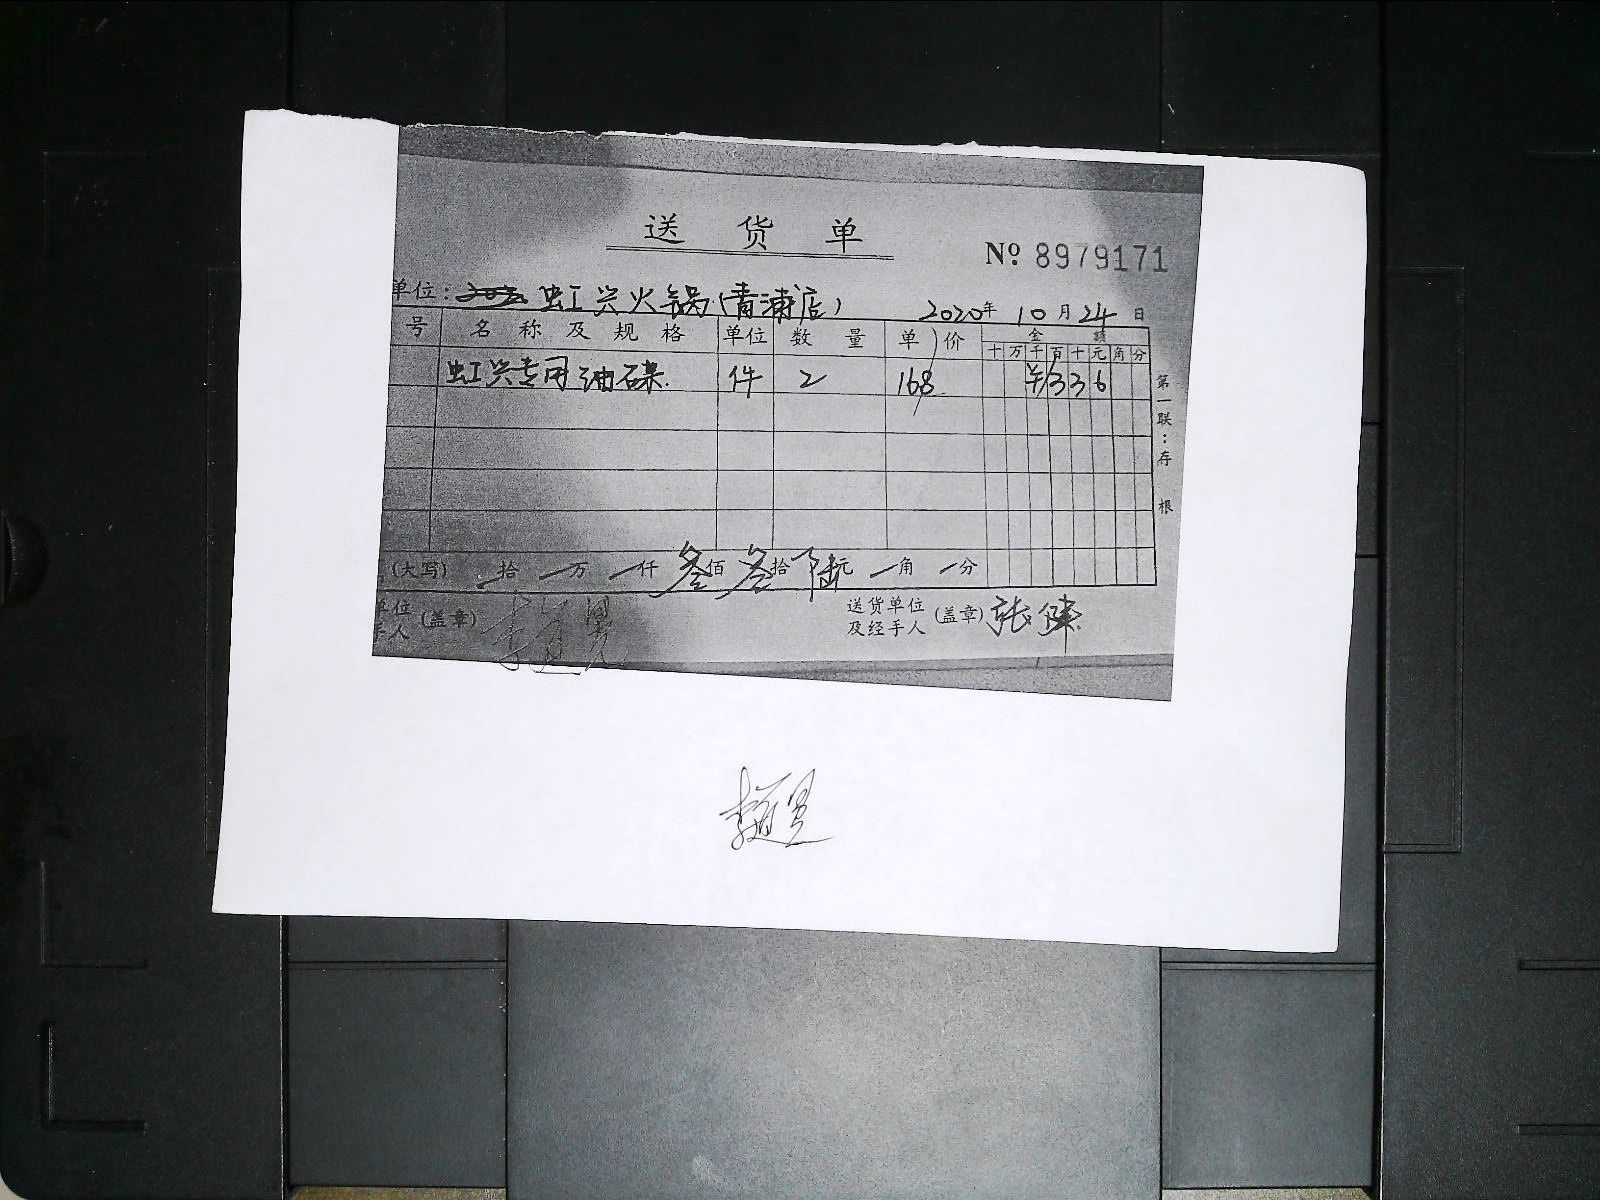 送 货 单
Nº 8979171
单位: 虹兴火锅(青浦店) 2020年 10月 24日
号 名称及规格 单位 数量 单价 金额
十 万 千 百 十 元 角 分
虹兴专用油碟. 件 2 168 ¥336
第一联:存根
(大写) 拾 万 仟 叁佰 叁拾 陆元 角 分
单位 (盖章) 送货单位 (盖章) 张
手人 及经手人